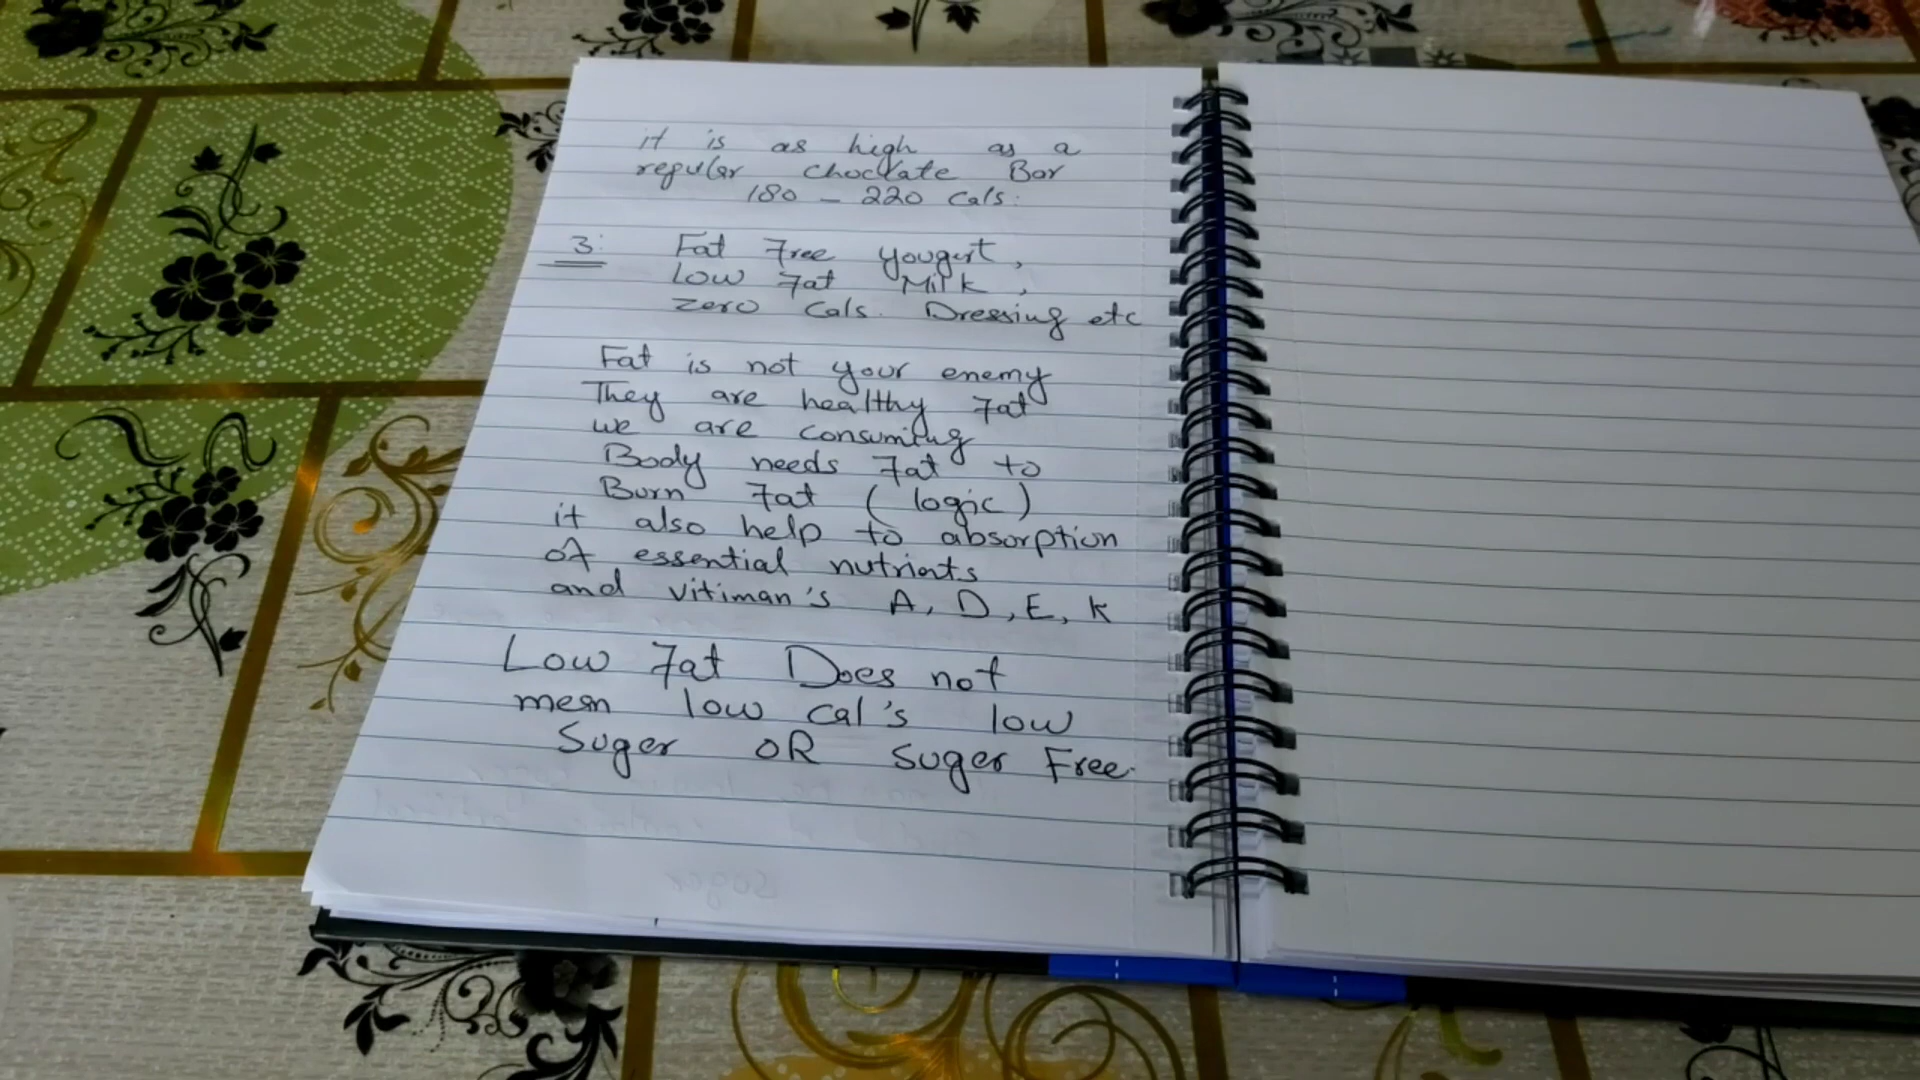 it is as high as a
regular choclate Bar
180 - 220 Cals.
3: Fat Free yougurt,
Low Fat Milk,
zero Cals. Dressing etc
Fat is not your enemy
They are healthy Fat
we are consuming
Body needs Fat to
Burn Fat (logic)
it also help to absorption
of essential nutrients
and vitiman's A, D, E, K
Low Fat Does not
mean low cal's low
Suger OR Suger Free.